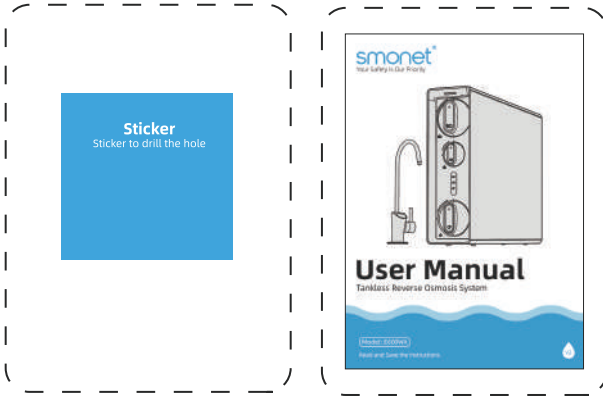 Sticker
Sticker to drill the hole
smonet
Your Safety Is Our Priority
User Manual
Tankless Reverse Osmosis System
Model:
Read and Save the Instructions